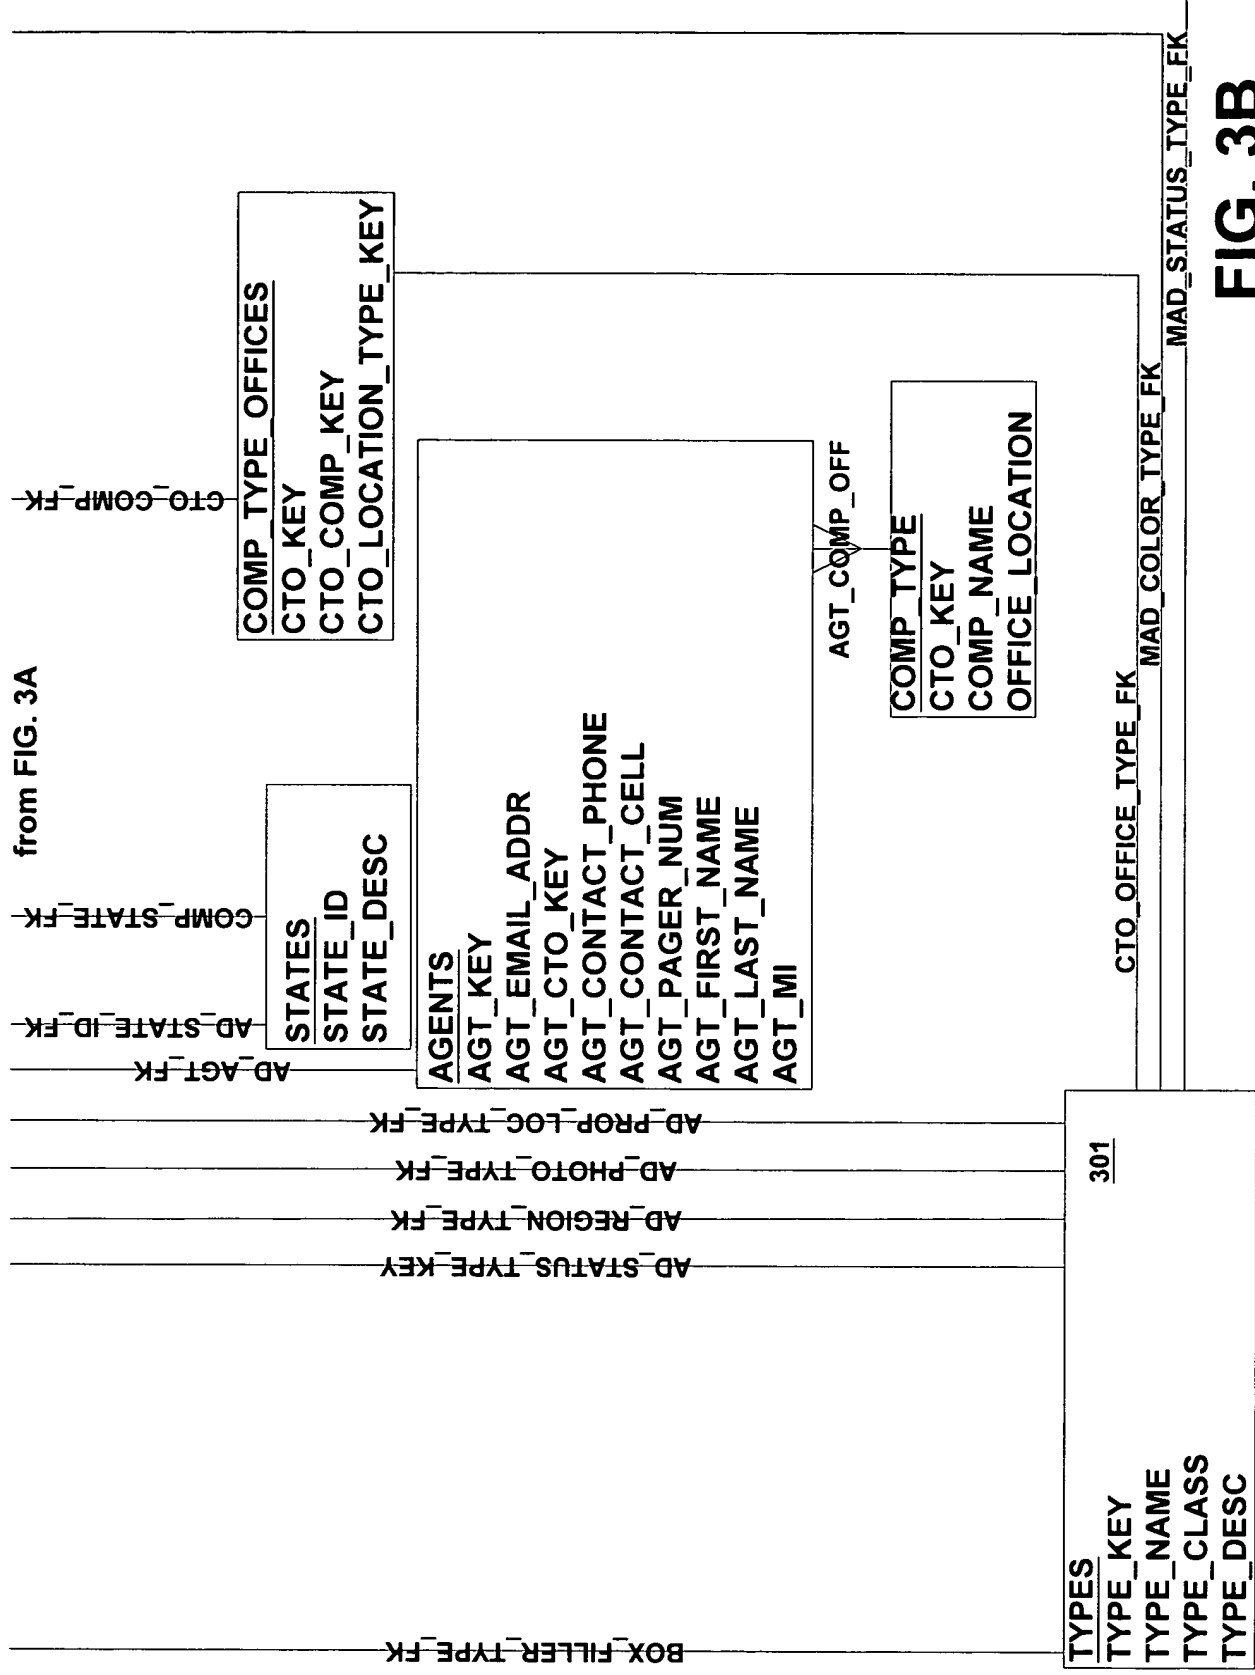 from FIG. 3A
BOX_FILLER_TYPE_FK
AD_STATUS_TYPE_KEY
AD_REGION_TYPE_FK
AD_PHOTO_TYPE_FK
AD_PROP_LOC_TYPE_FK
AD_AGT_FK
AD_STATE_ID_FK
COMP_STATE_FK
CTO_COMP_FK
STATES
STATE_ID
STATE_DESC
COMP_TYPE_OFFICES
CTO_KEY
CTO_COMP_KEY
CTO_LOCATION_TYPE_KEY
AGENTS
AGT_KEY
AGT_EMAIL_ADDR
AGT_CTO_KEY
AGT_CONTACT_PHONE
AGT_CONTACT_CELL
AGT_PAGER_NUM
AGT_FIRST_NAME
AGT_LAST_NAME
AGT_MI
AGT_COMP_OFF
COMP_TYPE
CTO_KEY
COMP_NAME
OFFICE_LOCATION
TYPES
TYPE_KEY
TYPE_NAME
TYPE_CLASS
TYPE_DESC
301
CTO_OFFICE_TYPE_FK
MAD_COLOR_TYPE_FK
MAD_STATUS_TYPE_FK
FIG. 3B